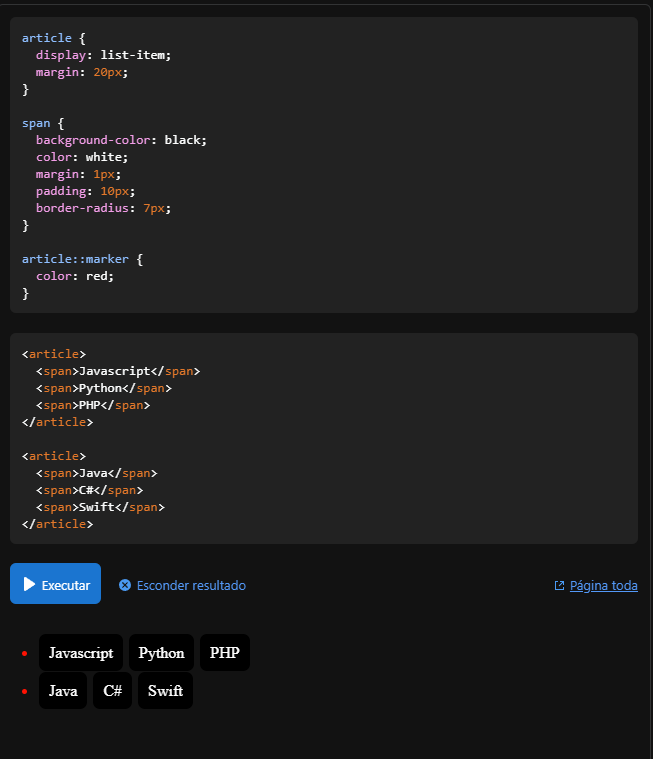 article {
  display: list-item;
  margin: 20px;
}

span {
  background-color: black;
  color: white;
  margin: 1px;
  padding: 10px;
  border-radius: 7px;
}

article::marker {
  color: red;
}

<article>
  <span>Javascript</span>
  <span>Python</span>
  <span>PHP</span>
</article>

<article>
  <span>Java</span>
  <span>C#</span>
  <span>Swift</span>
</article>

Executar Esconder resultado Página toda
• Javascript Python PHP
• Java C# Swift